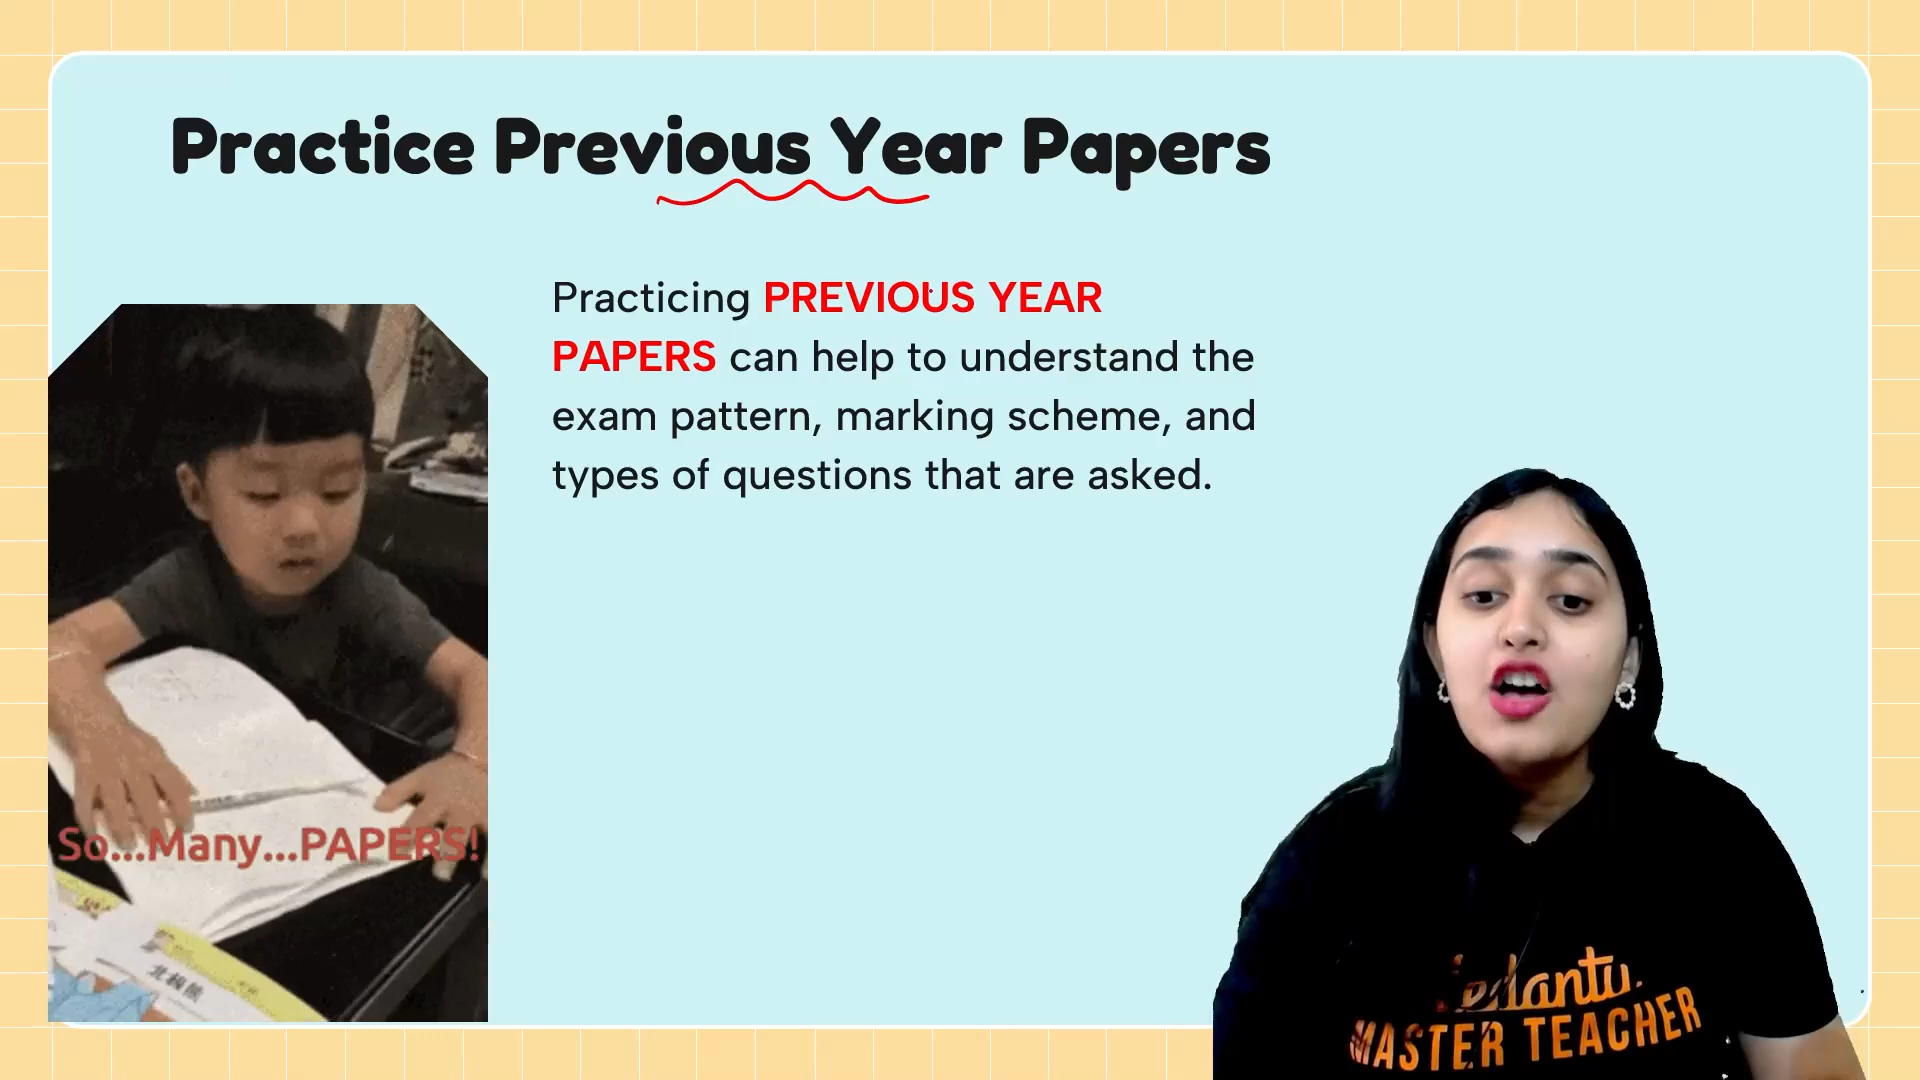 Practice Previous Year Papers
Practicing PREVIOUS YEAR
PAPERS can help to understand the
exam pattern, marking scheme, and
types of questions that are asked.
So...Many...PAPERS!
MASTER TEACHER